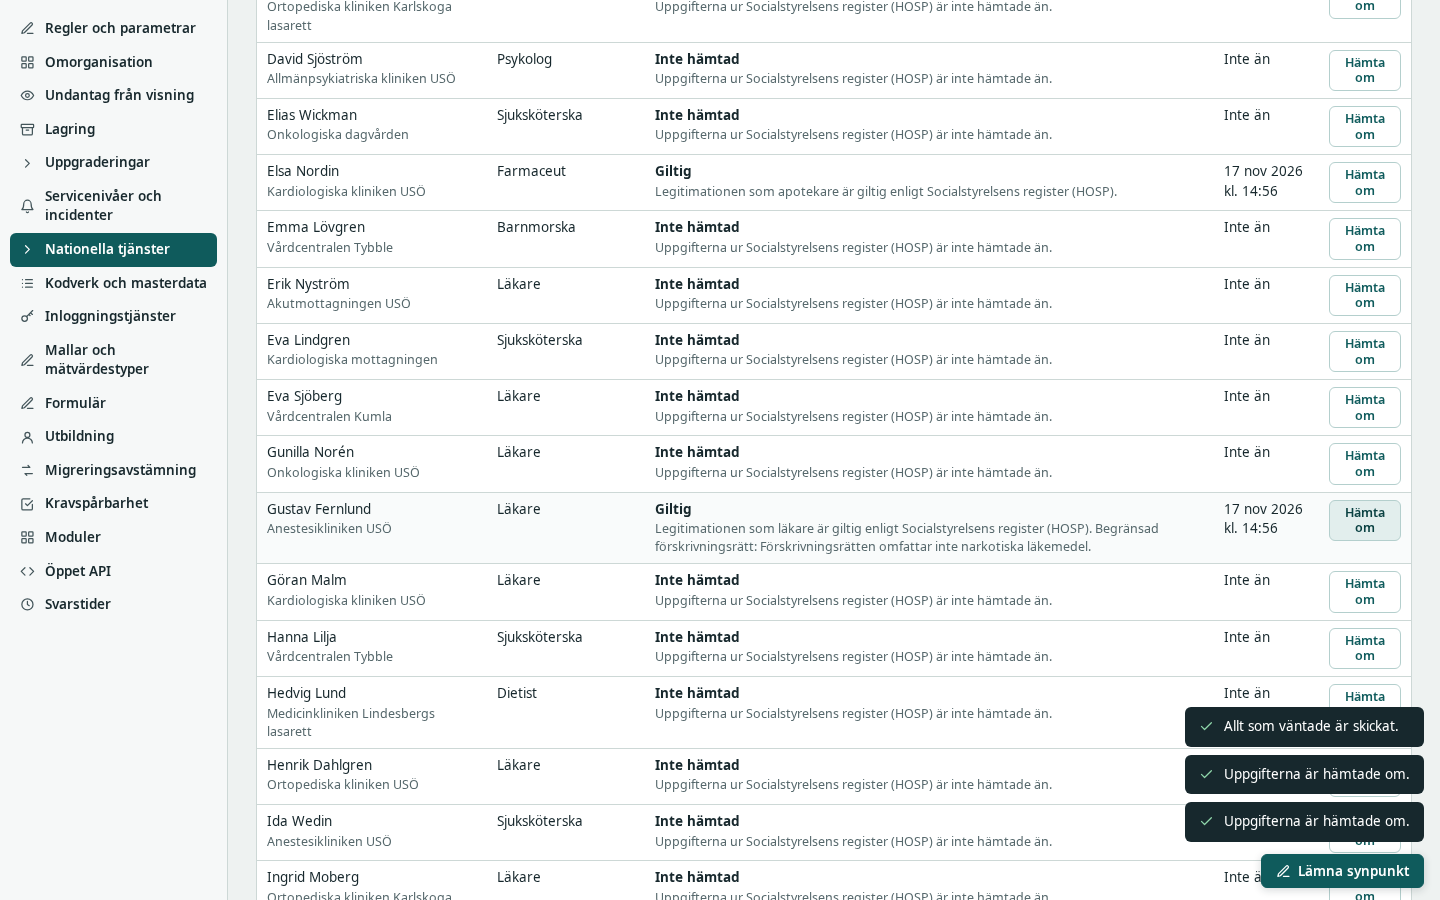 Regler och parametrar
Omorganisation
Undantag från visning
Lagring
Uppgraderingar
Servicenivåer och
incidenter
Nationella tjänster
Kodverk och masterdata
Inloggningstjänster
Mallar och
mätvärdestyper
Formulär
Utbildning
Migreringsavstämning
Kravspårbarhet
Moduler
Öppet API
Svarstider
Ortopediska kliniken Karlskoga
lasarett
Uppgifterna ur Socialstyrelsens register (HOSP) är inte hämtade än.
om
David Sjöström
Allmänpsykiatriska kliniken USÖ
Psykolog
Inte hämtad
Uppgifterna ur Socialstyrelsens register (HOSP) är inte hämtade än.
Inte än
Hämta
om
Elias Wickman
Onkologiska dagvården
Sjuksköterska
Inte hämtad
Uppgifterna ur Socialstyrelsens register (HOSP) är inte hämtade än.
Inte än
Hämta
om
Elsa Nordin
Kardiologiska kliniken USÖ
Farmaceut
Giltig
Legitimationen som apotekare är giltig enligt Socialstyrelsens register (HOSP).
17 nov 2026
kl. 14:56
Hämta
om
Emma Lövgren
Vårdcentralen Tybble
Barnmorska
Inte hämtad
Uppgifterna ur Socialstyrelsens register (HOSP) är inte hämtade än.
Inte än
Hämta
om
Erik Nyström
Akutmottagningen USÖ
Läkare
Inte hämtad
Uppgifterna ur Socialstyrelsens register (HOSP) är inte hämtade än.
Inte än
Hämta
om
Eva Lindgren
Kardiologiska mottagningen
Sjuksköterska
Inte hämtad
Uppgifterna ur Socialstyrelsens register (HOSP) är inte hämtade än.
Inte än
Hämta
om
Eva Sjöberg
Vårdcentralen Kumla
Läkare
Inte hämtad
Uppgifterna ur Socialstyrelsens register (HOSP) är inte hämtade än.
Inte än
Hämta
om
Gunilla Norén
Onkologiska kliniken USÖ
Läkare
Inte hämtad
Uppgifterna ur Socialstyrelsens register (HOSP) är inte hämtade än.
Inte än
Hämta
om
Gustav Fernlund
Anestesikliniken USÖ
Läkare
Giltig
Legitimationen som läkare är giltig enligt Socialstyrelsens register (HOSP). Begränsad
förskrivningsrätt: Förskrivningsrätten omfattar inte narkotiska läkemedel.
17 nov 2026
kl. 14:56
Hämta
om
Göran Malm
Kardiologiska kliniken USÖ
Läkare
Inte hämtad
Uppgifterna ur Socialstyrelsens register (HOSP) är inte hämtade än.
Inte än
Hämta
om
Hanna Lilja
Vårdcentralen Tybble
Sjuksköterska
Inte hämtad
Uppgifterna ur Socialstyrelsens register (HOSP) är inte hämtade än.
Inte än
Hämta
om
Hedvig Lund
Medicinkliniken Lindesbergs
lasarett
Dietist
Inte hämtad
Uppgifterna ur Socialstyrelsens register (HOSP) är inte hämtade än.
Inte än
Hämta
Henrik Dahlgren
Ortopediska kliniken USÖ
Läkare
Inte hämtad
Uppgifterna ur Socialstyrelsens register (HOSP) är inte hämtade än.
Ida Wedin
Anestesikliniken USÖ
Sjuksköterska
Inte hämtad
Uppgifterna ur Socialstyrelsens register (HOSP) är inte hämtade än.
om
Ingrid Moberg
Ortopediska kliniken Karlskoga
Läkare
Inte hämtad
Uppgifterna ur Socialstyrelsens register (HOSP) är inte hämtade än.
Inte
om
Allt som väntade är skickat.
Uppgifterna är hämtade om.
Uppgifterna är hämtade om.
Lämna synpunkt